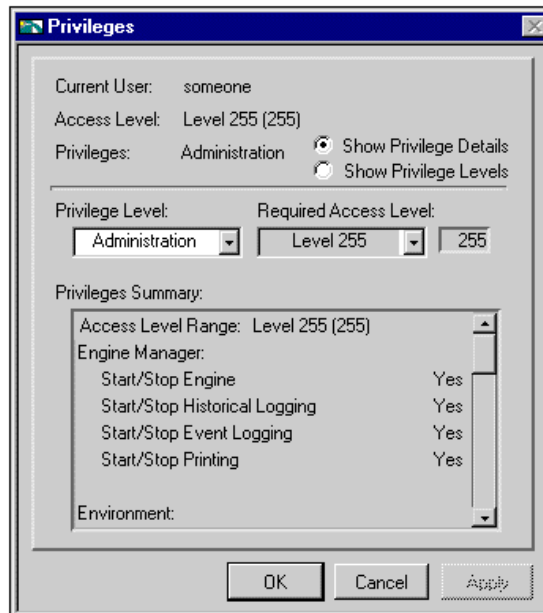 Privileges
Current User: someone
Access Level: Level 255 (255)
Privileges: Administration
Show Privilege Details
Show Privilege Levels
Privilege Level: Required Access Level:
Administration Level 255 255
Privileges Summary:
Access Level Range: Level 255 (255)
Engine Manager:
Start/Stop Engine Yes
Start/Stop Historical Logging Yes
Start/Stop Event Logging Yes
Start/Stop Printing Yes
Environment:
OK Cancel Apply